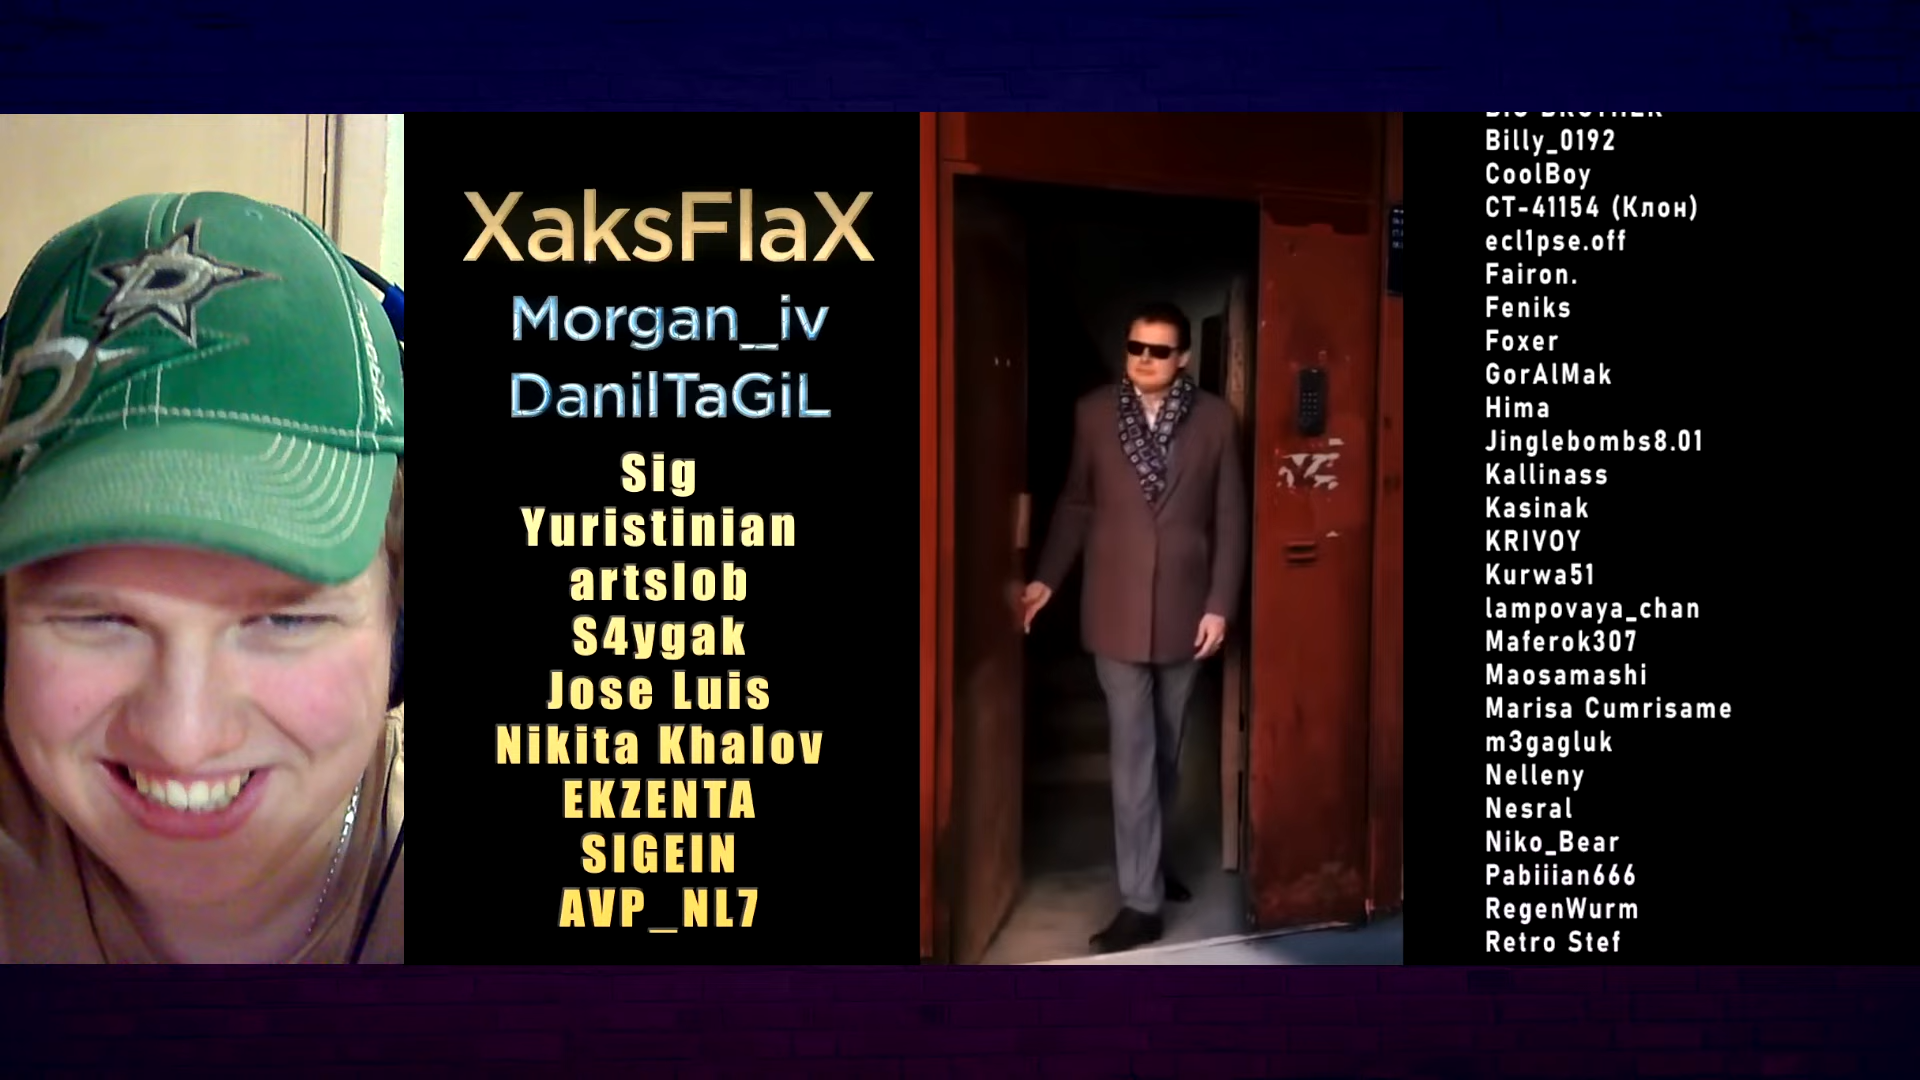 XaksFlaX
Morgan_iv
DanilTaGiL
Sig
Yuristinian
artslob
S4ygak
Jose Luis
Nikita Khalov
EKZENTA
SIGEIN
AVP_NL7
BIG BROTHER
Billy_0192
CoolBoy
CT-41154 (Клон)
ecl1pse.off
Fairon.
Feniks
Foxer
GorAlMak
Hima
Jinglebombs8.01
Kallinass
Kasinak
KRIVOY
Kurwa51
lampovaya_chan
Maferok307
Maosamashi
Marisa Cumrisame
m3gagluk
Nelleny
Nesral
Niko_Bear
Pabiiian666
RegenWurm
Retro Stef